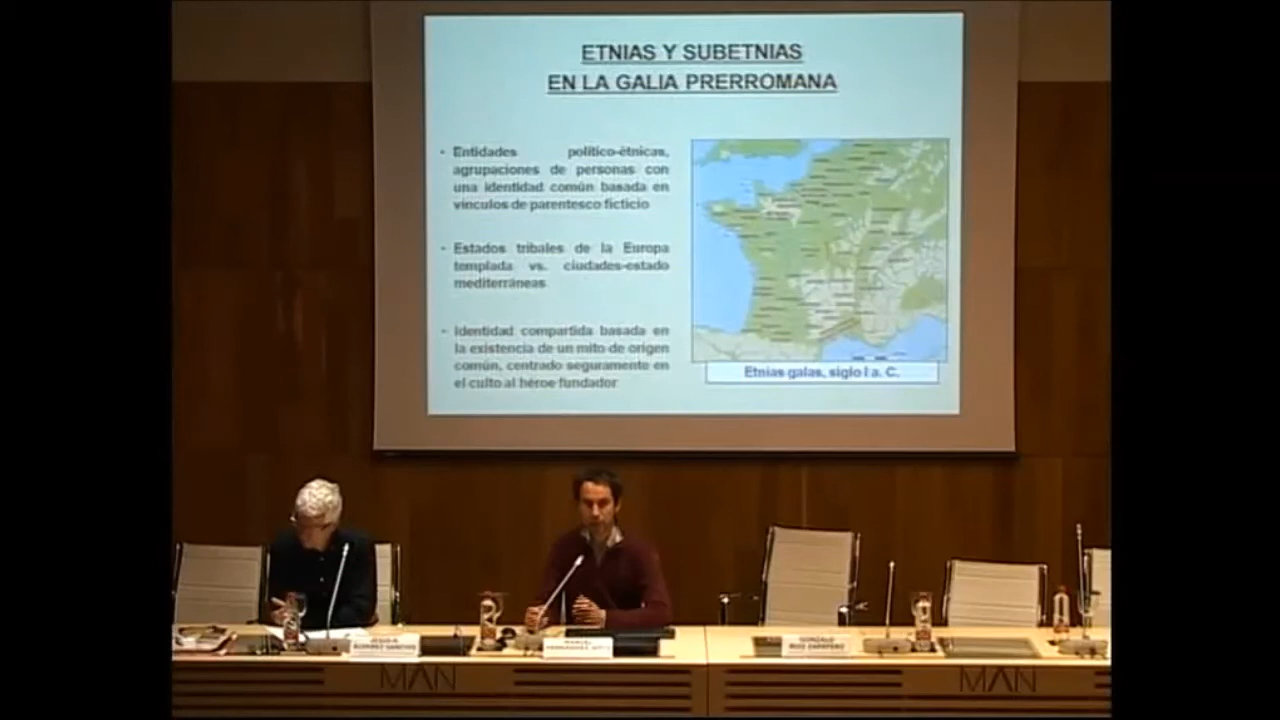 ETNIAS Y SUBETNIAS
EN LA GALIA PRERROMANA
• Entidades político-étnicas,
agrupaciones de personas con
una identidad común basada en
vínculos de parentesco ficticio
• Estados tribales de la Europa
templada vs. ciudades-estado
mediterráneas
• Identidad compartida basada en
la existencia de un mito de origen
común, centrado seguramente en
el culto al héroe fundador
Etnias galas, siglo I a. C.
GONZALO
RUIZ ZAPATERO
MAN
MAN